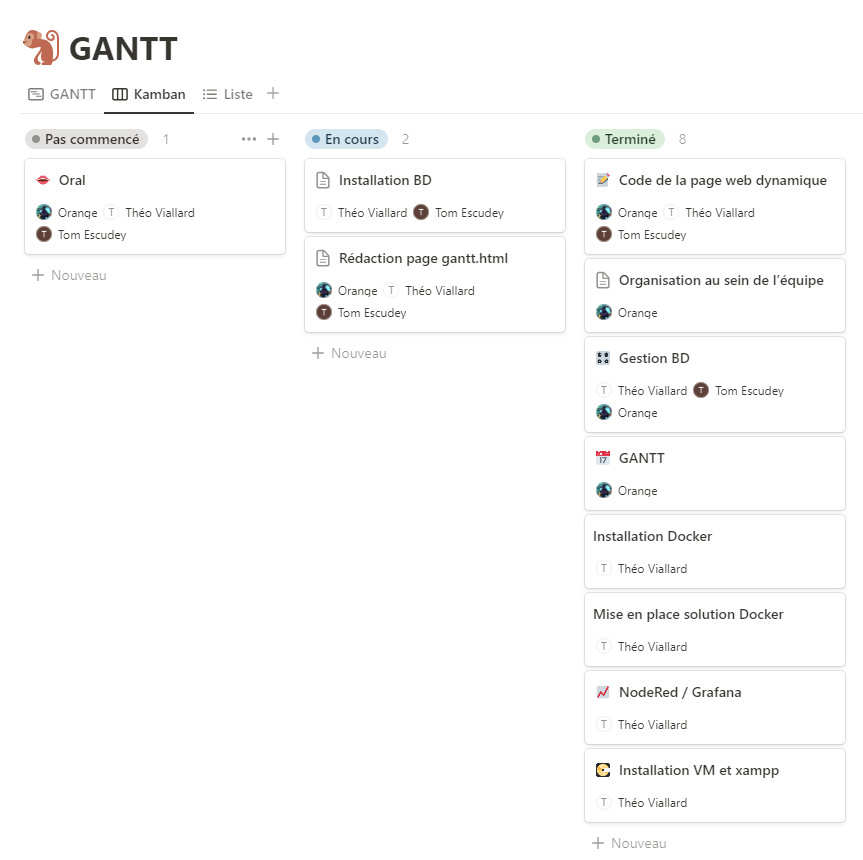 GANTT
GANTT Kamban Liste
Pas commencé 1
Oral
Orange T Théo Viallard
T Tom Escudey
Nouveau
En cours 2
Installation BD
T Théo Viallard T Tom Escudey
Rédaction page gantt.html
Orange T Théo Viallard
T Tom Escudey
Nouveau
Terminé 8
Code de la page web dynamique
Orange T Théo Viallard
T Tom Escudey
Organisation au sein de l’équipe
Orange
Gestion BD
T Théo Viallard T Tom Escudey
Orange
17 GANTT
Orange
Installation Docker
T Théo Viallard
Mise en place solution Docker
T Théo Viallard
NodeRed / Grafana
T Théo Viallard
Installation VM et xampp
T Théo Viallard
Nouveau